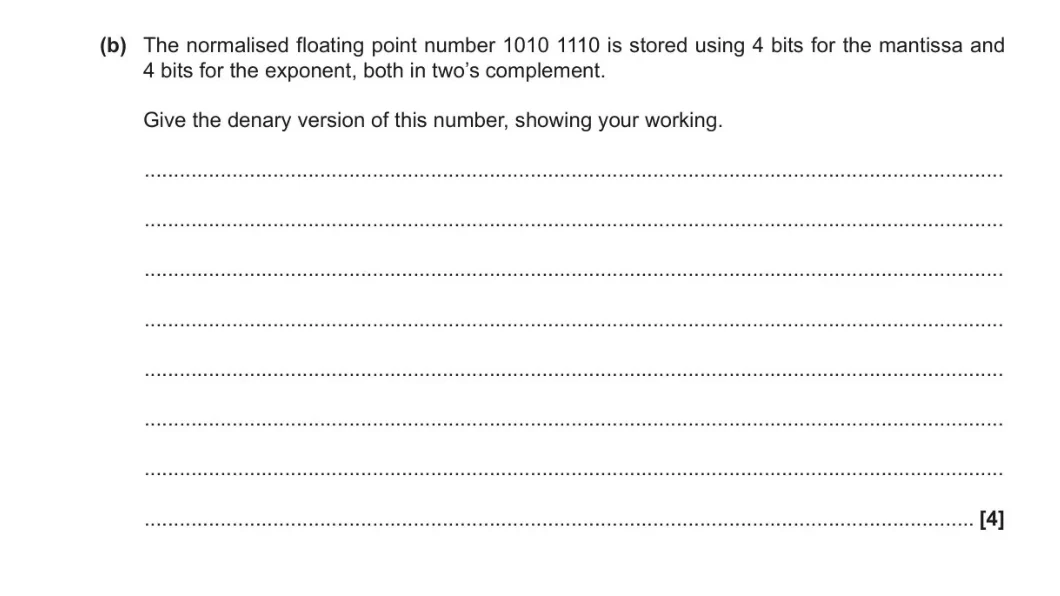 (b) The normalised floating point number 1010 1110 is stored using 4 bits for the mantissa and
4 bits for the exponent, both in two’s complement.
Give the denary version of this number, showing your working.
[4]